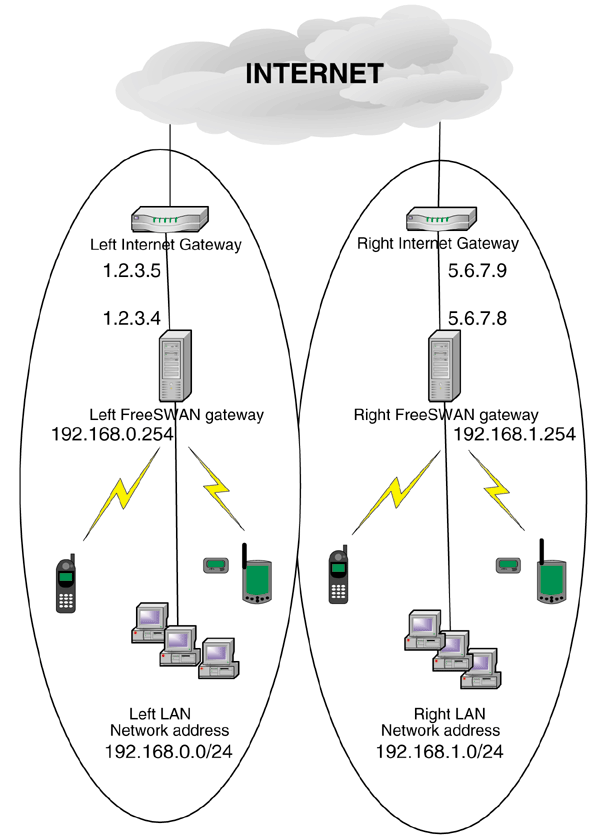 INTERNET
Left Internet Gateway
1.2.3.5
1.2.3.4
Left FreeSWAN gateway
192.168.0.254
Left LAN
Network address
192.168.0.0/24
Right Internet Gateway
5.6.7.9
5.6.7.8
Right FreeSWAN gateway
192.168.1.254
Right LAN
Network address
192.168.1.0/24